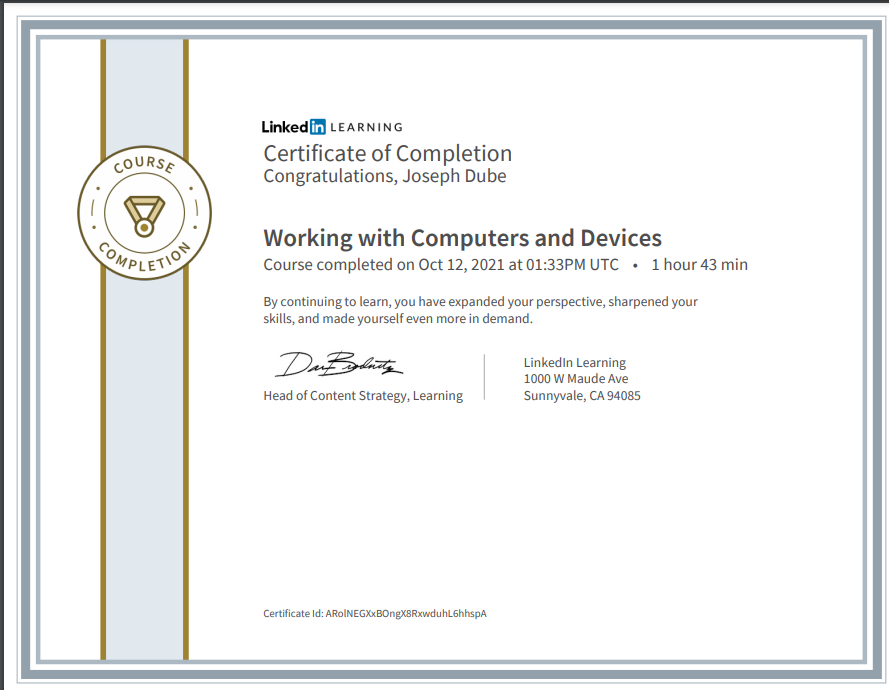 COURSE
COMPLETION
Linked in LEARNING
Certificate of Completion
Congratulations, Joseph Dube
Working with Computers and Devices
Course completed on Oct 12, 2021 at 01:33PM UTC • 1 hour 43 min
By continuing to learn, you have expanded your perspective, sharpened your
skills, and made yourself even more in demand.
Head of Content Strategy, Learning
LinkedIn Learning
1000 W Maude Ave
Sunnyvale, CA 94085
Certificate Id: ARolNEGXxBOngX8RxwduhL6hhspA